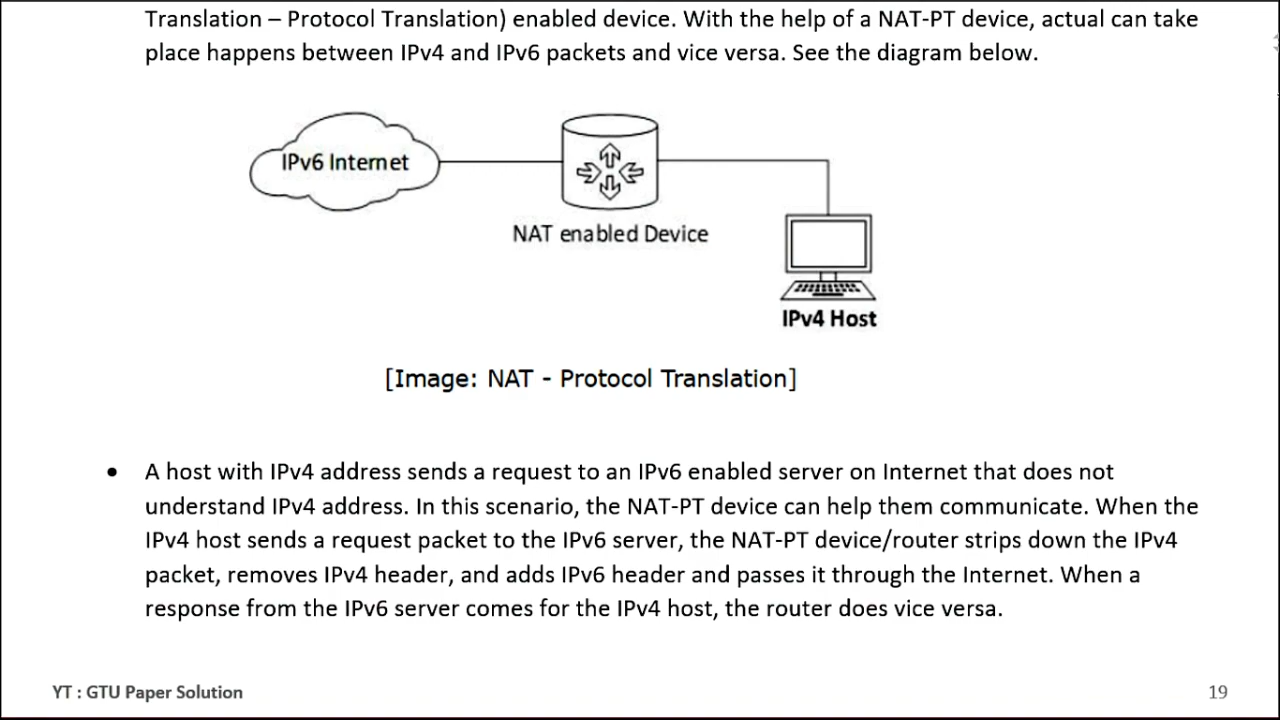 Translation – Protocol Translation) enabled device. With the help of a NAT-PT device, actual can take
place happens between IPv4 and IPv6 packets and vice versa. See the diagram below.
IPv6 Internet
NAT enabled Device
IPv4 Host
[Image: NAT - Protocol Translation]
• A host with IPv4 address sends a request to an IPv6 enabled server on Internet that does not
understand IPv4 address. In this scenario, the NAT-PT device can help them communicate. When the
IPv4 host sends a request packet to the IPv6 server, the NAT-PT device/router strips down the IPv4
packet, removes IPv4 header, and adds IPv6 header and passes it through the Internet. When a
response from the IPv6 server comes for the IPv4 host, the router does vice versa.
YT : GTU Paper Solution
19